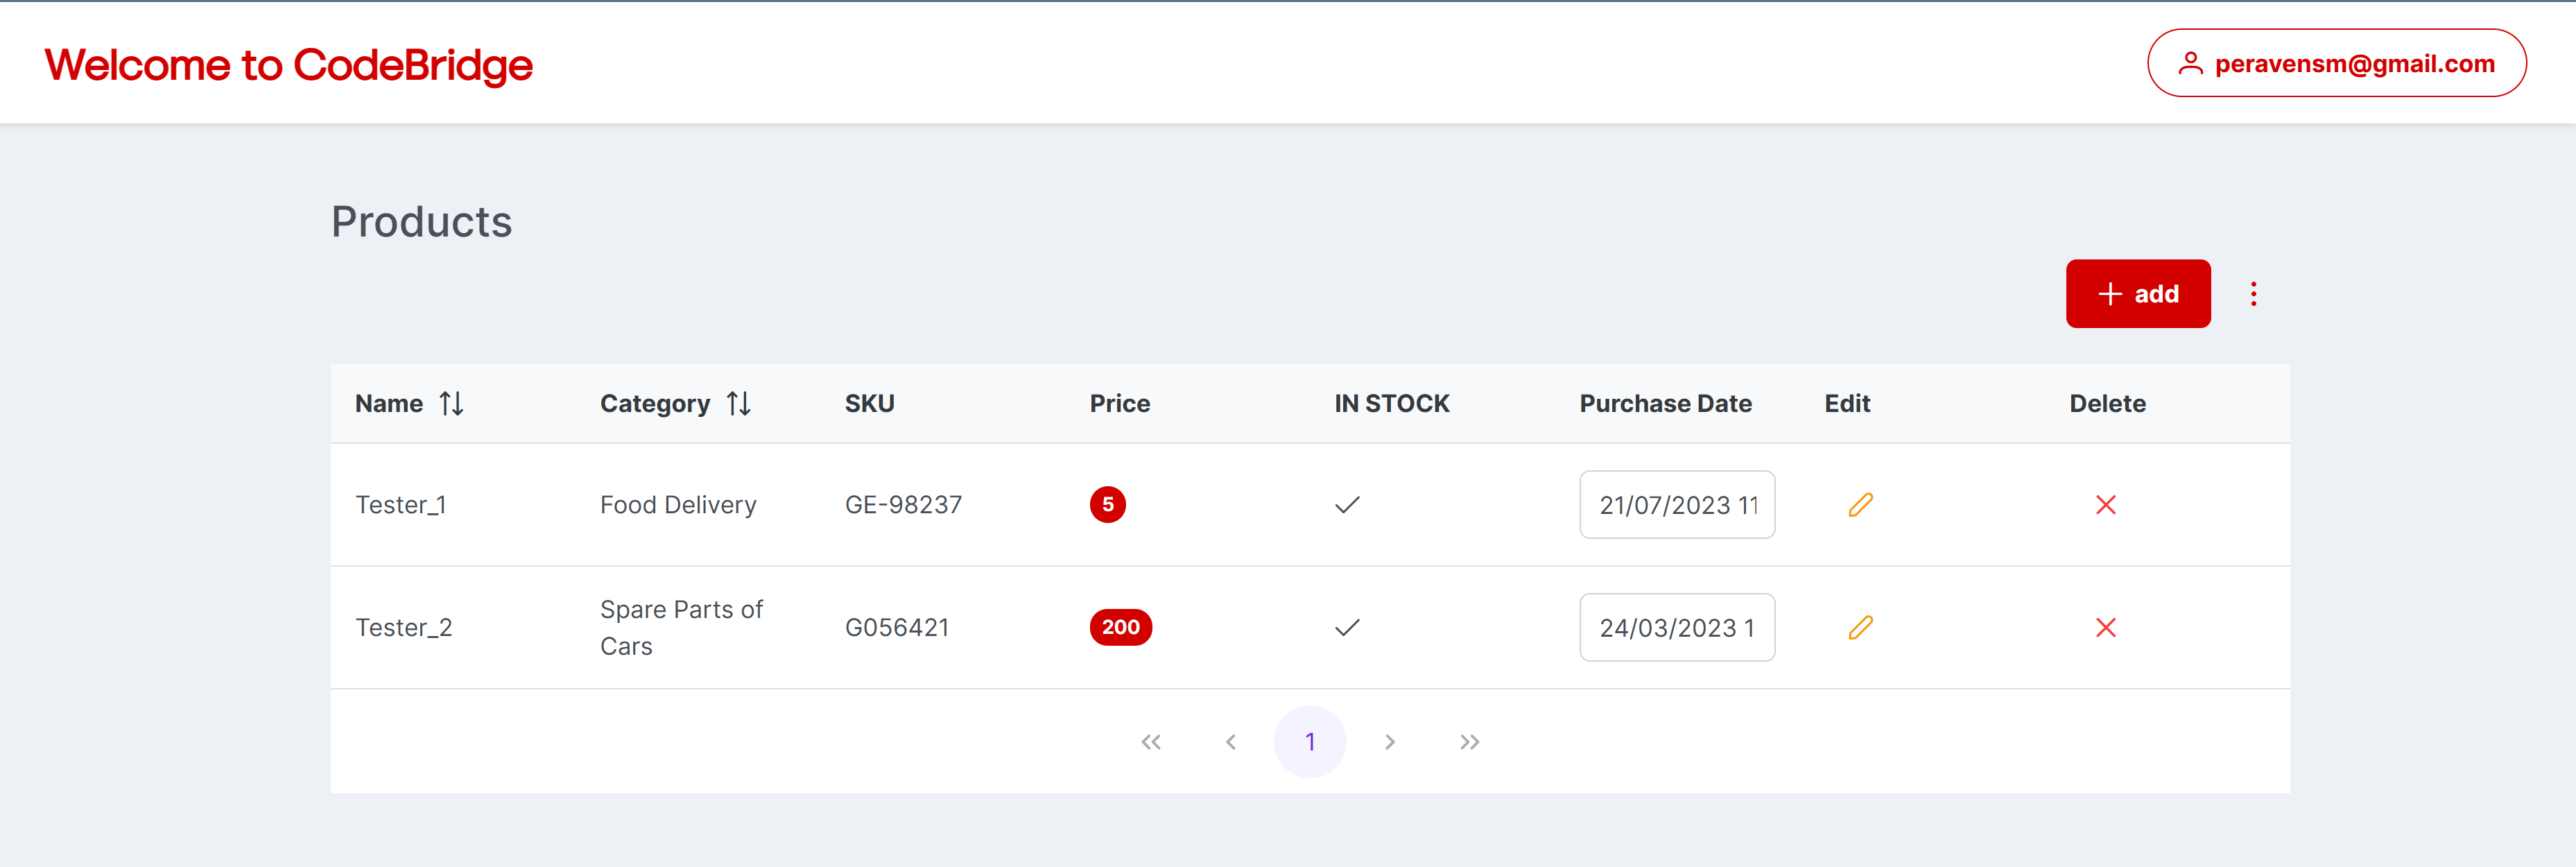 Welcome to CodeBridge
peravensm@gmail.com
Products
add
Name Category SKU Price IN STOCK Purchase Date Edit Delete
Tester_1 Food Delivery GE-98237 5 21/07/2023 11
Tester_2 Spare Parts of Cars G056421 200 24/03/2023 1
1